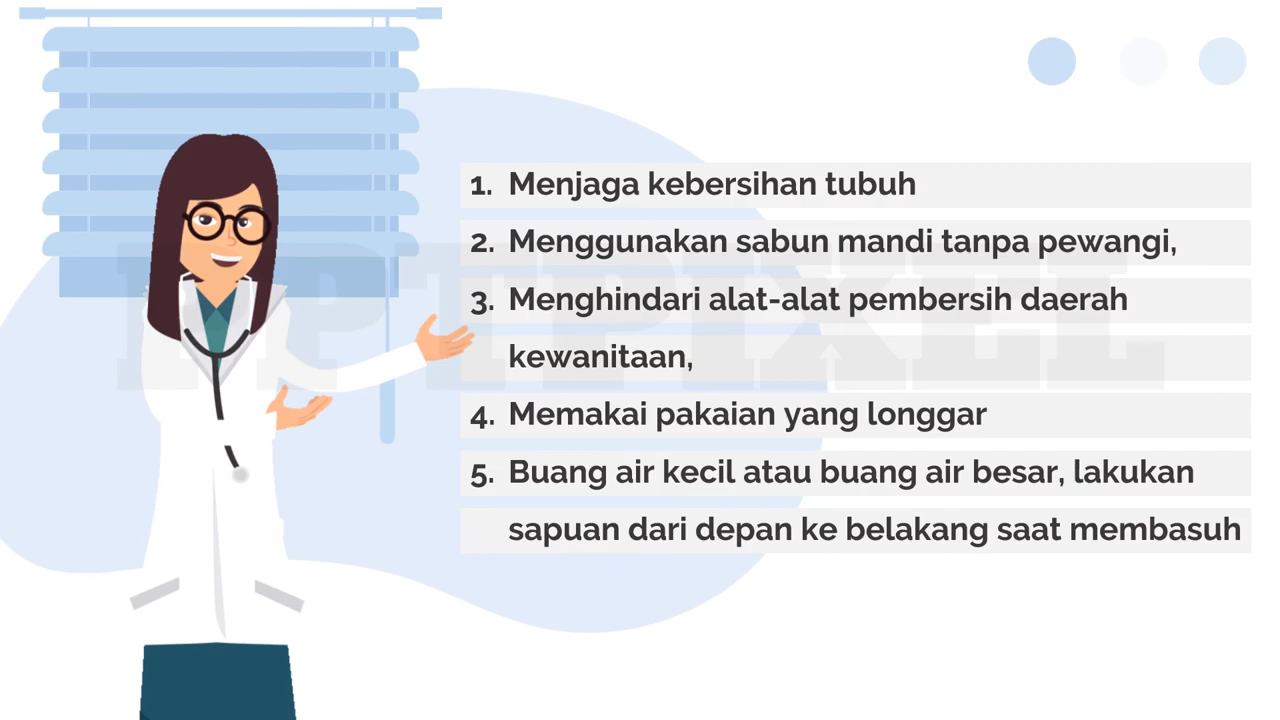 1. Menjaga kebersihan tubuh
2. Menggunakan sabun mandi tanpa pewangi,
3. Menghindari alat-alat pembersih daerah
kewanitaan,
4. Memakai pakaian yang longgar
5. Buang air kecil atau buang air besar, lakukan
sapuan dari depan ke belakang saat membasuh